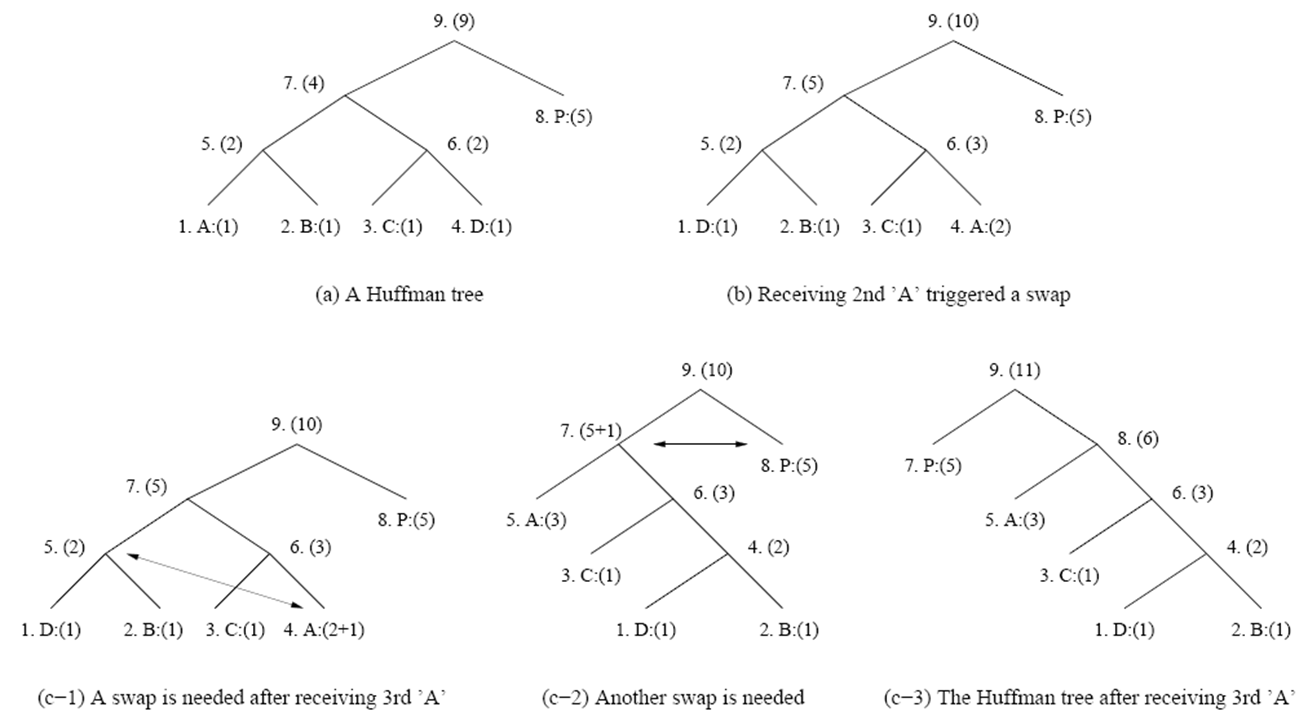 9. (9)
7. (4)
8. P:(5)
5. (2)
6. (2)
1. A:(1)
2. B:(1)
3. C:(1)
4. D:(1)
(a) A Huffman tree
9. (10)
7. (5)
8. P:(5)
5. (2)
6. (3)
1. D:(1)
2. B:(1)
3. C:(1)
4. A:(2)
(b) Receiving 2nd ’A’ triggered a swap
9. (10)
7. (5)
8. P:(5)
5. (2)
6. (3)
1. D:(1)
2. B:(1)
3. C:(1)
4. A:(2+1)
(c−1) A swap is needed after receiving 3rd ’A’
9. (10)
7. (5+1)
8. P:(5)
6. (3)
5. A:(3)
4. (2)
3. C:(1)
1. D:(1)
2. B:(1)
(c−2) Another swap is needed
9. (11)
8. (6)
7. P:(5)
6. (3)
5. A:(3)
4. (2)
3. C:(1)
1. D:(1)
2. B:(1)
(c−3) The Huffman tree after receiving 3rd ’A’